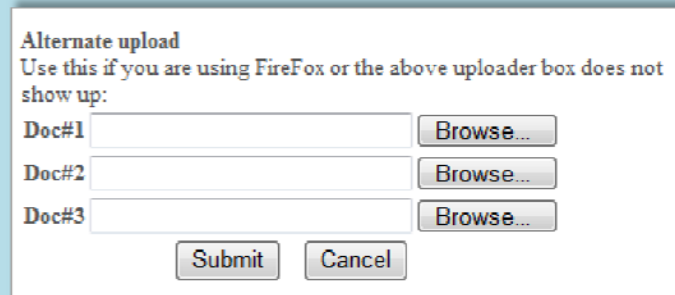 Alternate upload
Use this if you are using FireFox or the above uploader box does not
show up:
Doc#1 Browse...
Doc#2 Browse...
Doc#3 Browse...
Submit Cancel